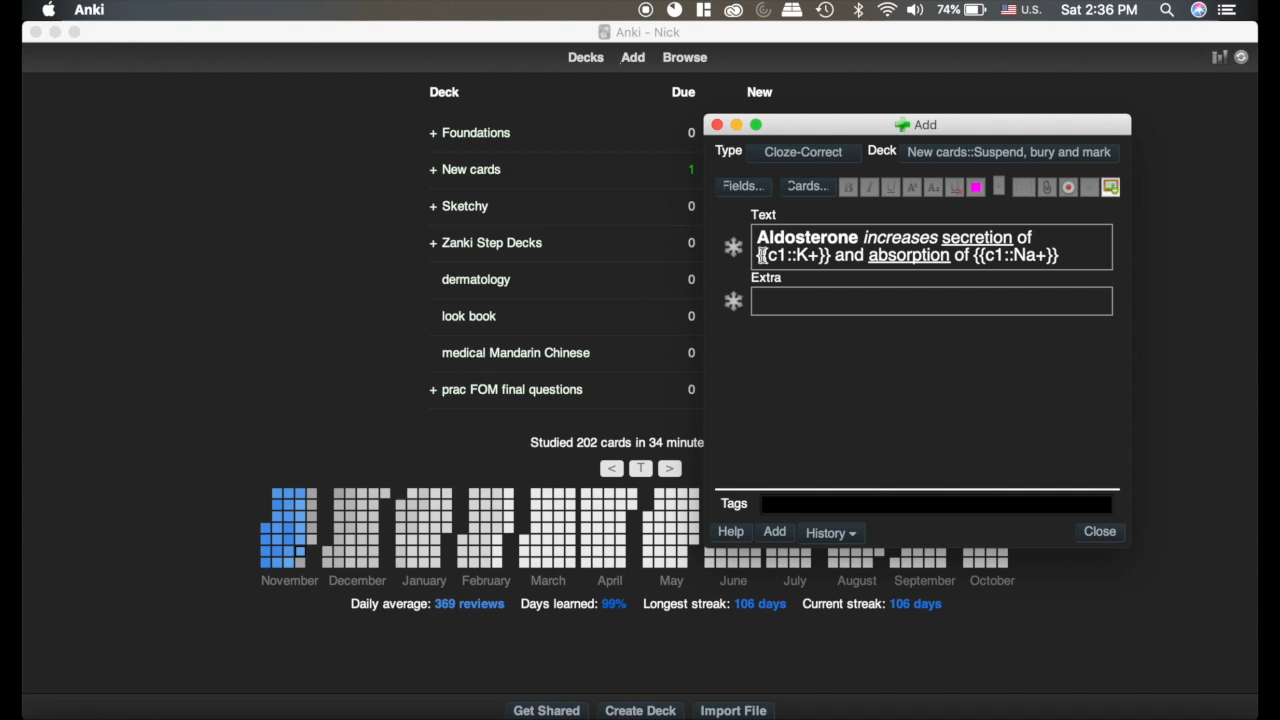 Anki
74%
U.S.
Sat 2:36 PM
Anki - Nick
Decks Add Browse
Deck Due New
+ Foundations 0
+ New cards 1
+ Sketchy 0
+ Zanki Step Decks 0
dermatology 0
look book 0
medical Mandarin Chinese 0
+ prac FOM final questions 0
Studied 202 cards in 34 minute
< T >
November December January February March April May June July August September October
Daily average: 369 reviews Days learned: 99% Longest streak: 106 days Current streak: 106 days
Get Shared Create Deck Import File
Add
Type Cloze-Correct Deck New cards::Suspend, bury and mark
Fields... Cards...
Text
Aldosterone increases secretion of
{{c1::K+}} and absorption of {{c1::Na+}}
Extra
Tags
Help Add History Close